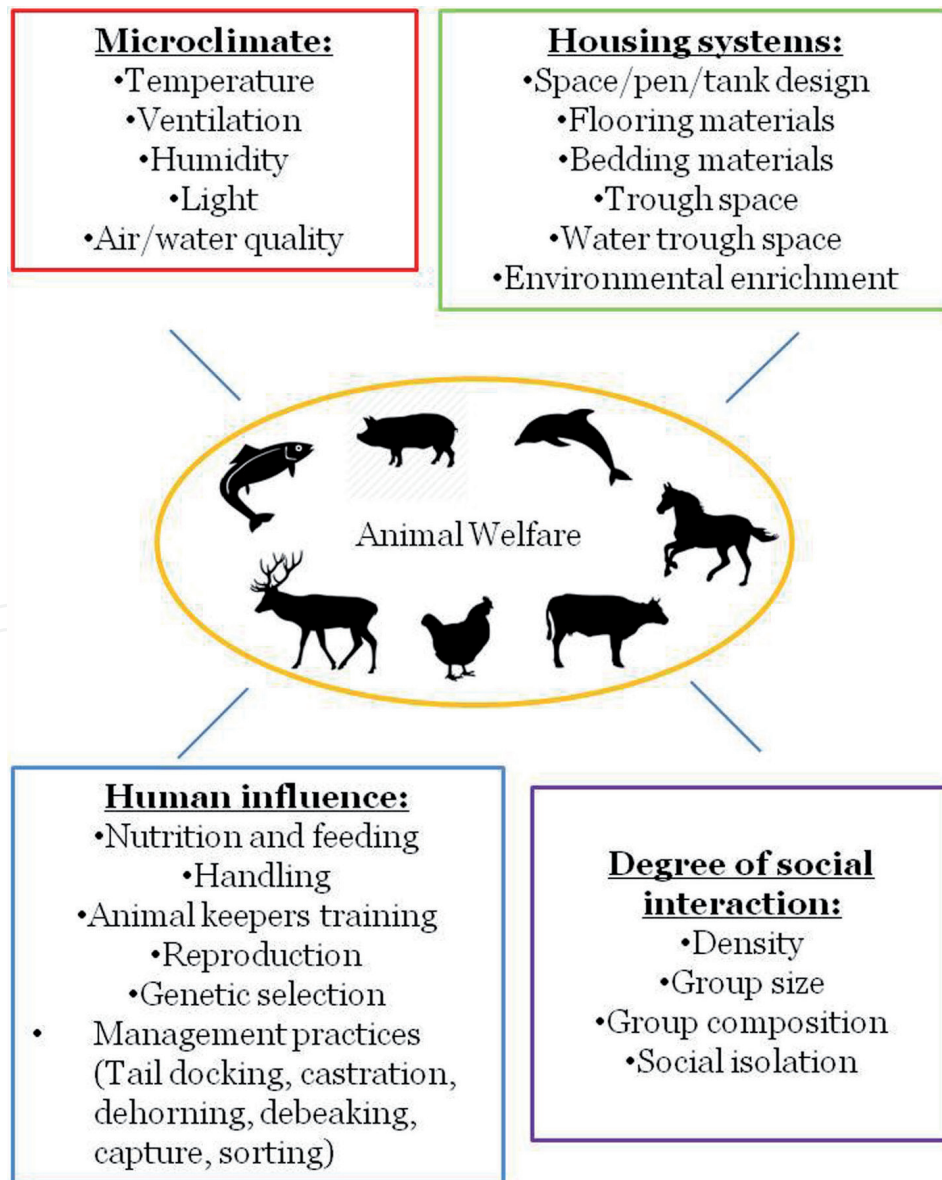 Microclimate:
•Temperature
•Ventilation
•Humidity
•Light
•Air/water quality
Housing systems:
•Space/pen/tank design
•Flooring materials
•Bedding materials
•Trough space
•Water trough space
•Environmental enrichment
Animal Welfare
Human influence:
•Nutrition and feeding
•Handling
•Animal keepers training
•Reproduction
•Genetic selection
• Management practices
(Tail docking, castration,
dehorning, debeaking,
capture, sorting)
Degree of social
interaction:
•Density
•Group size
•Group composition
•Social isolation